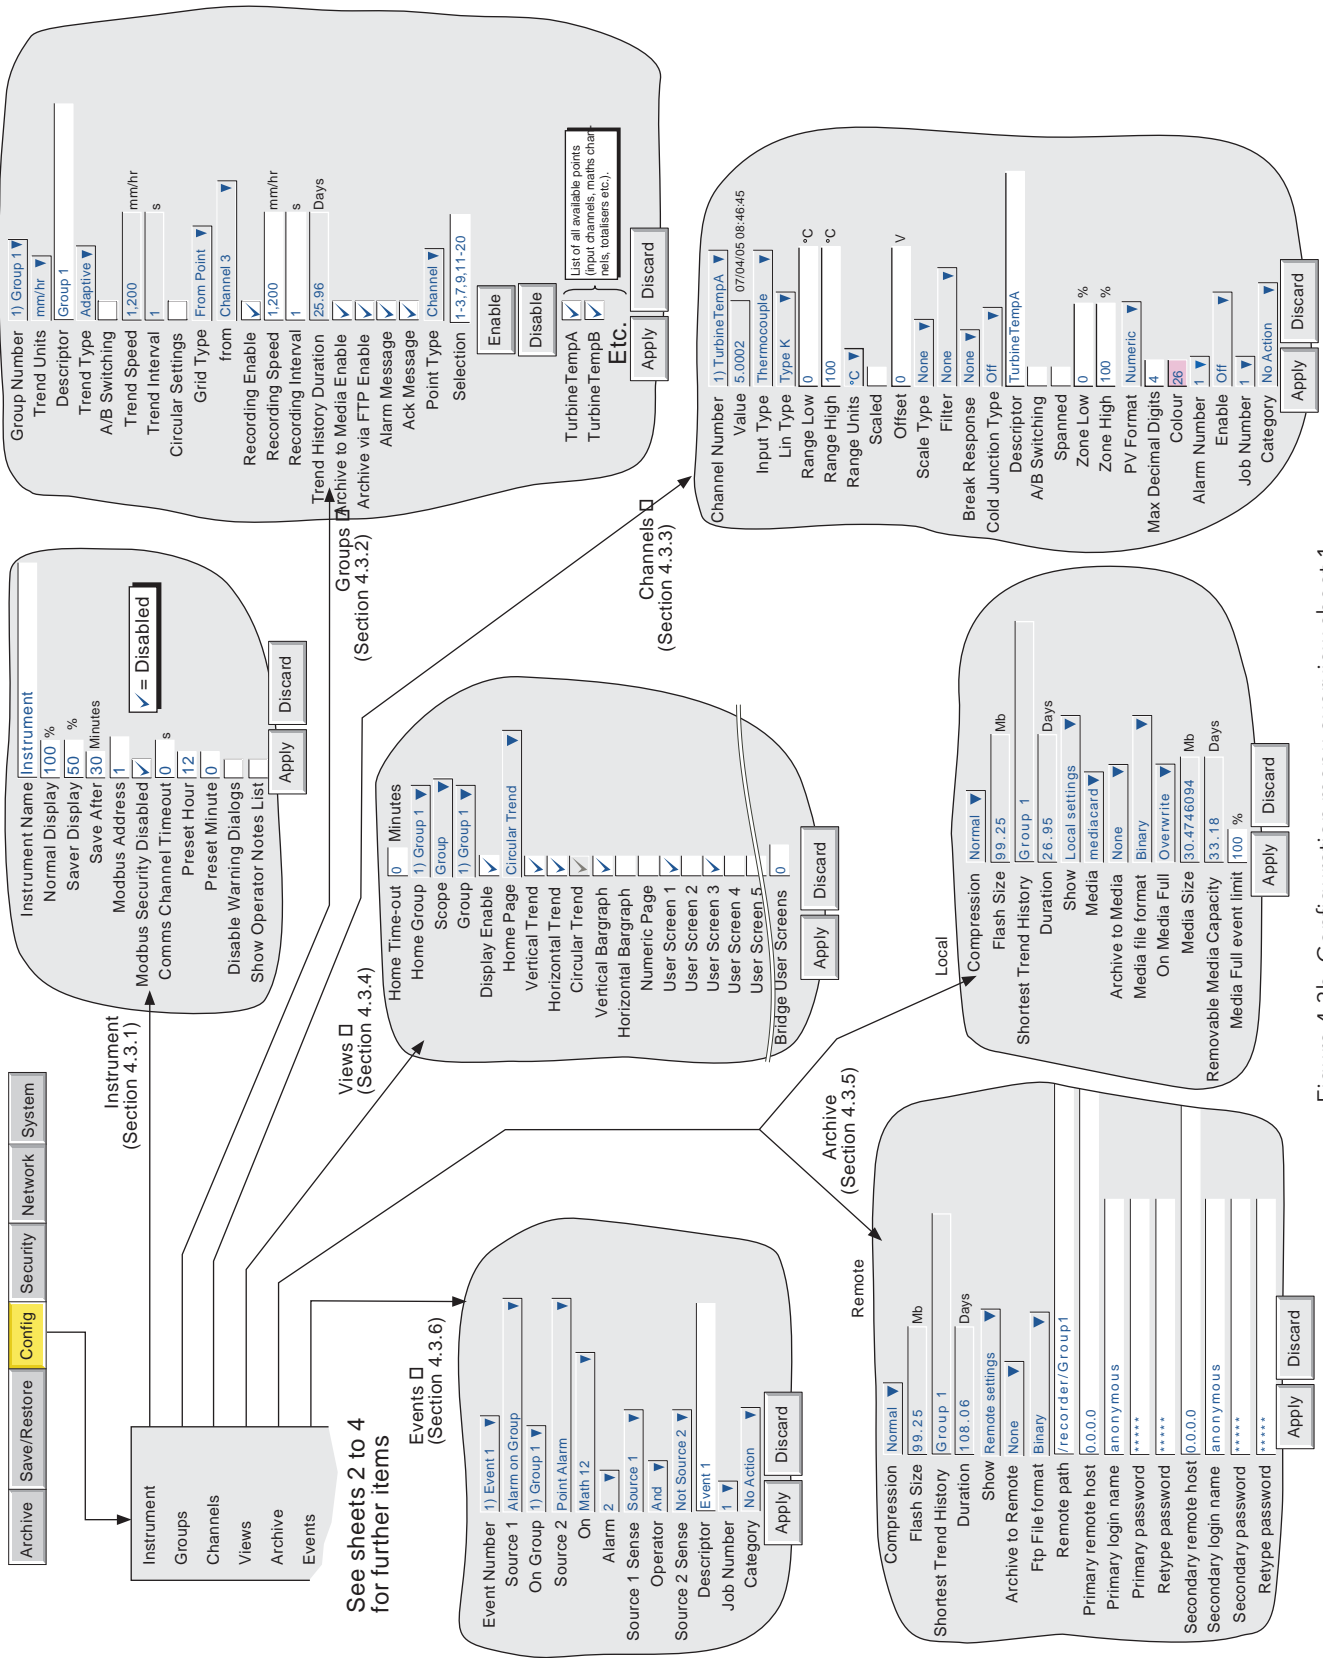 Archive
Save/Restore
Config
Security
Network
System
Instrument
Groups
Channels
Views
Archive
Events
See sheets 2 to 4
for further items
Instrument
(Section 4.3.1)
Instrument Name Instrument
Normal Display 100 %
Saver Display 50 %
Save After 30 Minutes
Modbus Address 1
Modbus Security Disabled
Comms Channel Timeout 0 s
Preset Hour 12
Preset Minute 0
Disable Warning Dialogs
Show Operator Notes List
= Disabled
Apply Discard
Groups
(Section 4.3.2)
Group Number 1) Group 1
Trend Units mm/hr
Descriptor Group 1
Trend Type Adaptive
A/B Switching
Trend Speed 1,200 mm/hr
Trend Interval 1 s
Circular Settings
Grid Type From Point
from Channel 3
Recording Enable
Recording Speed 1,200 mm/hr
Recording Interval 1 s
Trend History Duration 25,96 Days
Archive to Media Enable
Archive via FTP Enable
Alarm Message
Ack Message
Point Type Channel
Selection 1-3,7,9,11-20
Enable
Disable
TurbineTempA
TurbineTempB
Etc.
List of all available points
(input channels, maths chan-
nels, totalisers etc.).
Apply Discard
Channels
(Section 4.3.3)
Channel Number 1) TurbineTempA
Value 5.0002 07/04/05 08:46:45
Input Type Thermocouple
Lin Type Type K
Range Low 0 °C
Range High 100 °C
Range Units °C
Scaled
Offset 0 V
Scale Type None
Filter None
Break Response None
Cold Junction Type Off
Descriptor TurbineTempA
A/B Switching
Spanned
Zone Low 0 %
Zone High 100 %
PV Format Numeric
Max Decimal Digits 4
Colour 26
Alarm Number 1
Enable Off
Job Number 1
Category No Action
Apply Discard
Views
(Section 4.3.4)
Home Time-out 0 Minutes
Home Group 1) Group 1
Scope Group
Group 1) Group 1
Display Enable
Home Page Circular Trend
Vertical Trend
Horizontal Trend
Circular Trend
Vertical Bargraph
Horizontal Bargraph
Numeric Page
User Screen 1
User Screen 2
User Screen 3
User Screen 4
User Screen 5
Bridge User Screens 0
Apply Discard
Archive
(Section 4.3.5)
Local
Compression Normal
Flash Size 99.25 Mb
Shortest Trend History Group 1
Duration 26.95 Days
Show Local settings
Media mediacard
Archive to Media None
Media file format Binary
On Media Full Overwrite
Media Size 30.4746094 Mb
Removable Media Capacity 33.18 Days
Media Full event limit 100 %
Apply Discard
Remote
Compression Normal
Flash Size 99.25 Mb
Shortest Trend History Group 1
Duration 108.06 Days
Show Remote settings
Archive to Remote None
Ftp File format Binary
Remote path /recorder/Group1
Primary remote host 0.0.0.0
Primary login name anonymous
Primary password *****
Retype password *****
Secondary remote host 0.0.0.0
Secondary login name anonymous
Secondary password *****
Retype password *****
Apply Discard
Events
(Section 4.3.6)
Event Number 1) Event 1
Source 1 Alarm on Group
On Group 1) Group 1
Source 2 Point Alarm
On Math 12
Alarm 2
Source 1 Sense Source 1
Operator And
Source 2 Sense Not Source 2
Descriptor Event 1
Job Number 1
Category No Action
Apply Discard